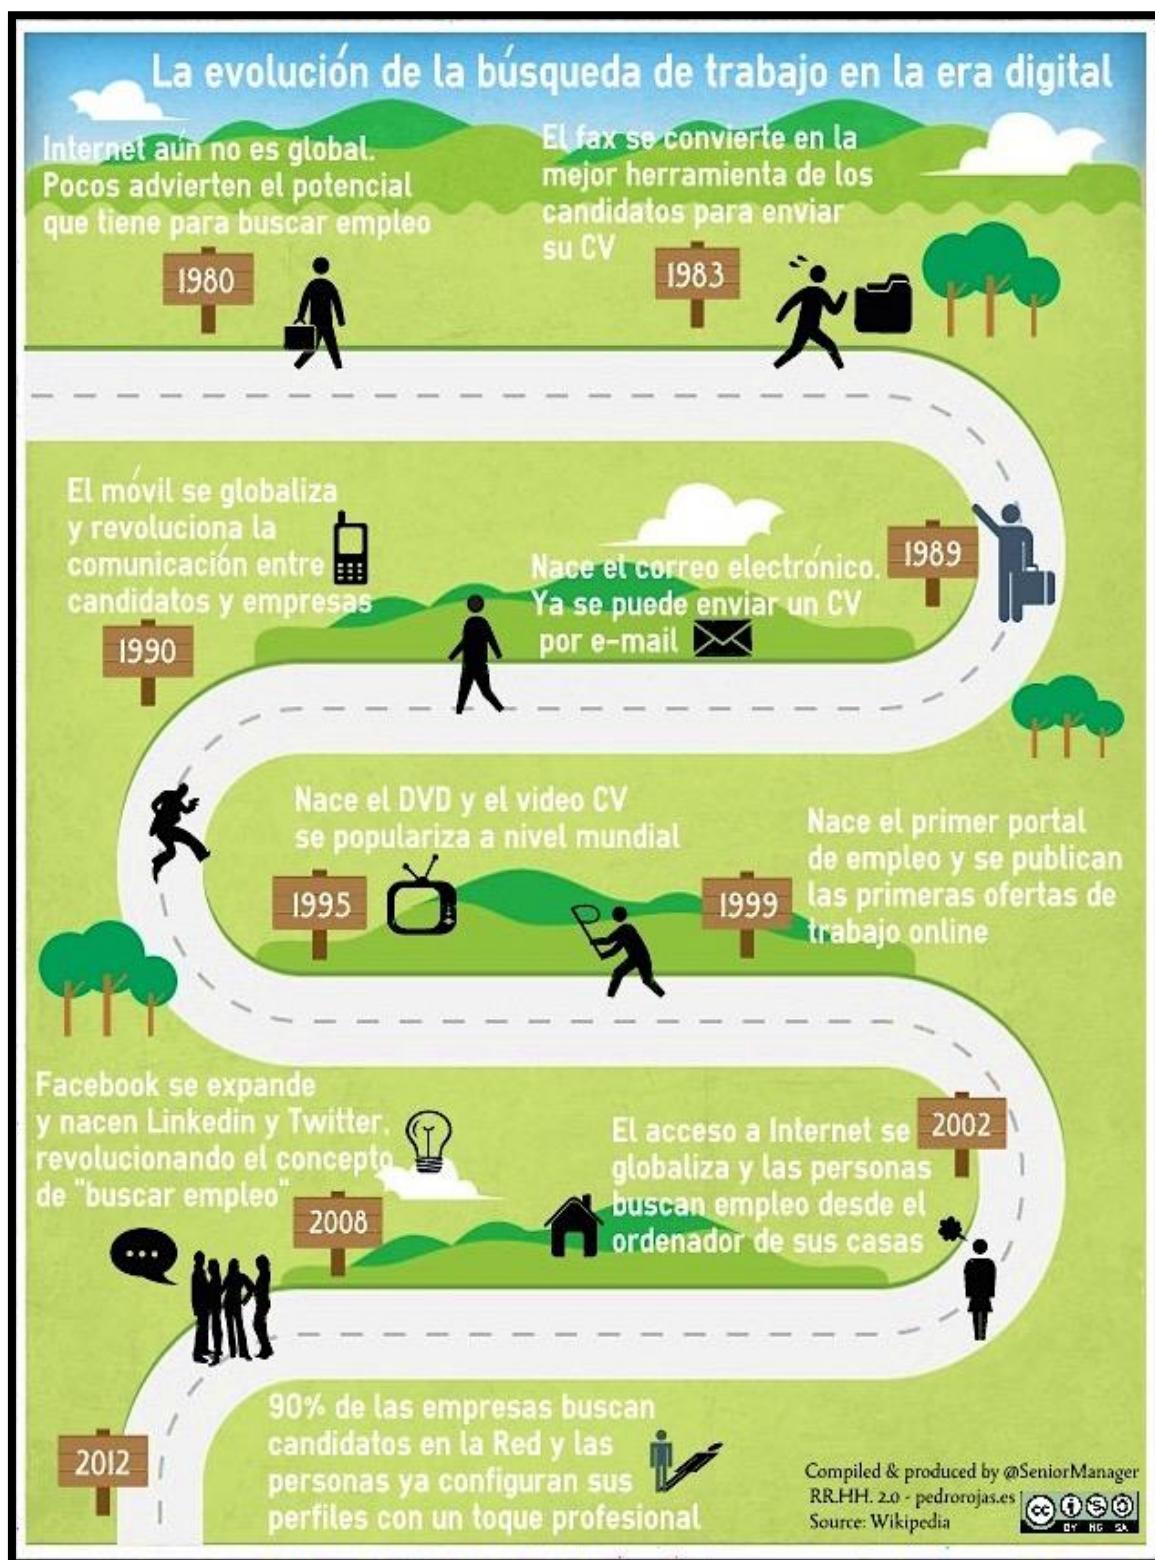 La evolución de la búsqueda de trabajo en la era digital
Internet aún no es global.
Pocos advierten el potencial
que tiene para buscar empleo
1980
El fax se convierte en la
mejor herramienta de los
candidatos para enviar
su CV
1983
1989
Nace el correo electrónico.
Ya se puede enviar un CV
por e-mail
El móvil se globaliza
y revoluciona la
comunicación entre
candidatos y empresas
1990
Nace el DVD y el video CV
se populariza a nivel mundial
1995
1999
Nace el primer portal
de empleo y se publican
las primeras ofertas de
trabajo online
2002
El acceso a Internet se
globaliza y las personas
buscan empleo desde el
ordenador de sus casas
Facebook se expande
y nacen Linkedin y Twitter,
revolucionando el concepto
de "buscar empleo"
2008
2012
90% de las empresas buscan
candidatos en la Red y las
personas ya configuran sus
perfiles con un toque profesional
Compiled & produced by @SeniorManager
RR.HH. 2.0 - pedrorojas.es
Source: Wikipedia
cc
BY NC SA